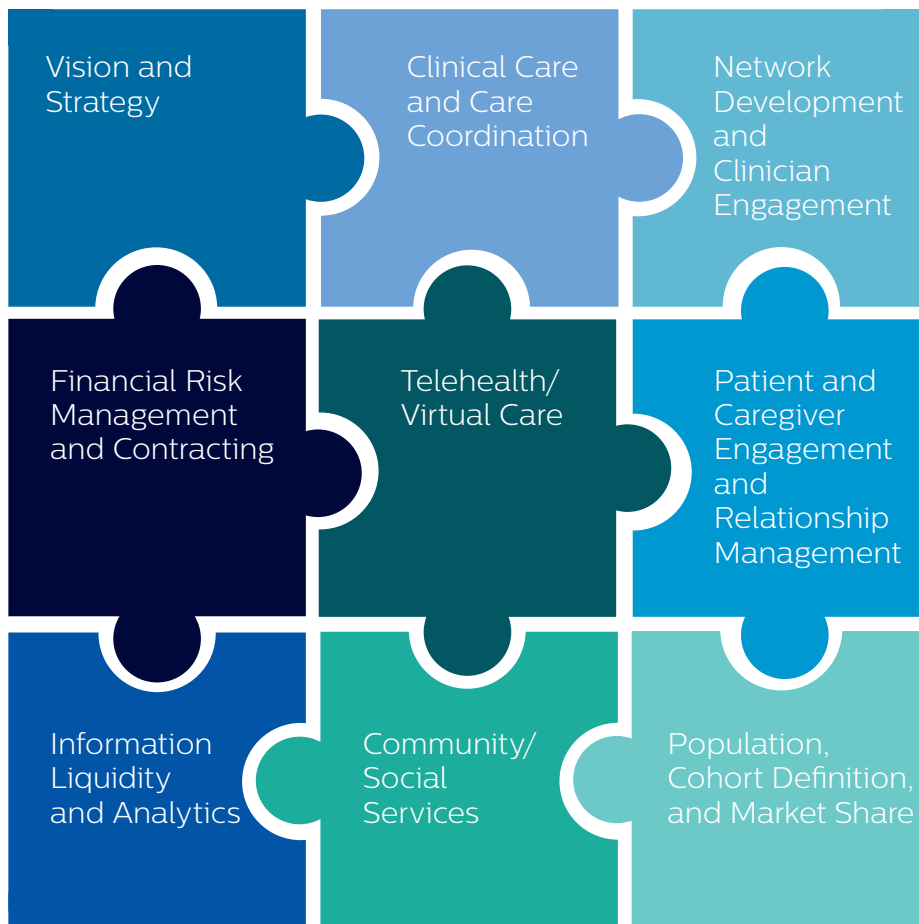 Vision and
Strategy
Clinical Care
and Care
Coordination
Network
Development
and
Clinician
Engagement
Financial Risk
Management
and Contracting
Telehealth/
Virtual Care
Patient and
Caregiver
Engagement
and
Relationship
Management
Information
Liquidity
and Analytics
Community/
Social
Services
Population,
Cohort Definition,
and Market Share